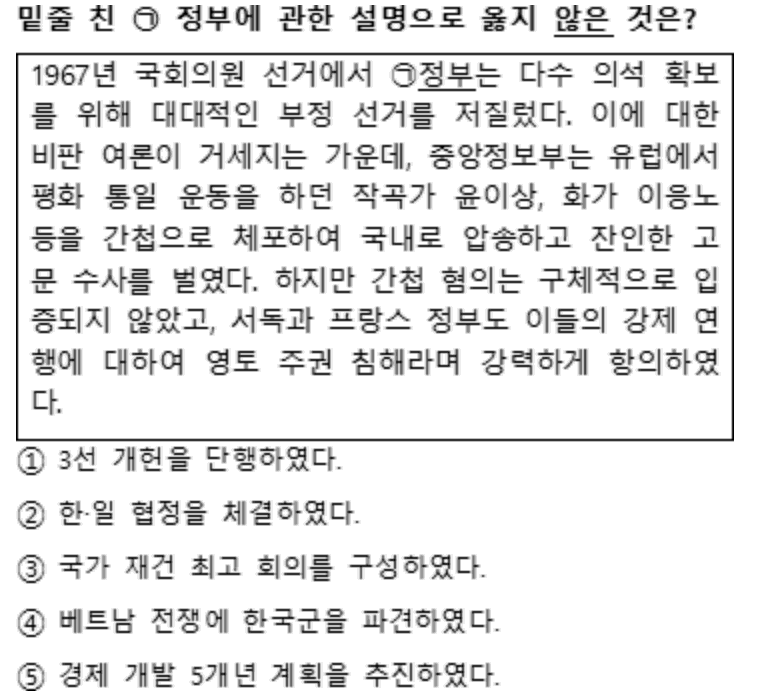 밑줄 친 ㉠ 정부에 관한 설명으로 옳지 않은 것은?
1967년 국회의원 선거에서 ㉠정부는 다수 의석 확보
를 위해 대대적인 부정 선거를 저질렀다. 이에 대한
비판 여론이 거세지는 가운데, 중앙정보부는 유럽에서
평화 통일 운동을 하던 작곡가 윤이상, 화가 이응노
등을 간첩으로 체포하여 국내로 압송하고 잔인한 고
문 수사를 벌였다. 하지만 간첩 혐의는 구체적으로 입
증되지 않았고, 서독과 프랑스 정부도 이들의 강제 연
행에 대하여 영토 주권 침해라며 강력하게 항의하였
다.
① 3선 개헌을 단행하였다.
② 한·일 협정을 체결하였다.
③ 국가 재건 최고 회의를 구성하였다.
④ 베트남 전쟁에 한국군을 파견하였다.
⑤ 경제 개발 5개년 계획을 추진하였다.